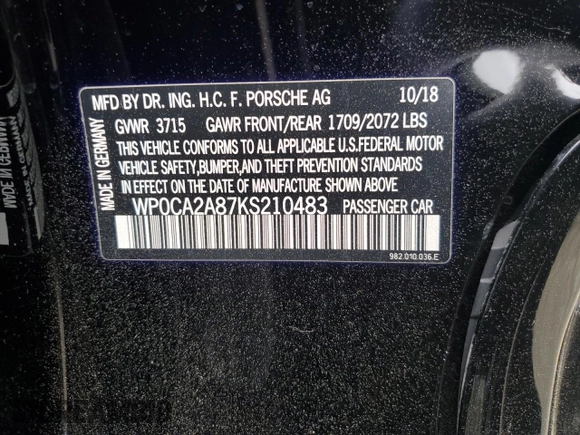 MFD BY DR. ING. H.C. F. PORSCHE AG 10/18
GVWR 3715 GAWR FRONT/REAR 1709/2072 LBS
THIS VEHICLE CONFORMS TO ALL APPLICABLE U.S.FEDERAL MOTOR
VEHICLE SAFETY,BUMPER,AND THEFT PREVENTION STANDARDS
IN EFFECT ON THE DATE OF MANUFACTURE SHOWN ABOVE
WP0CA2A87KS210483 PASSENGER CAR
982.010.036.E
MADE IN GERMANY